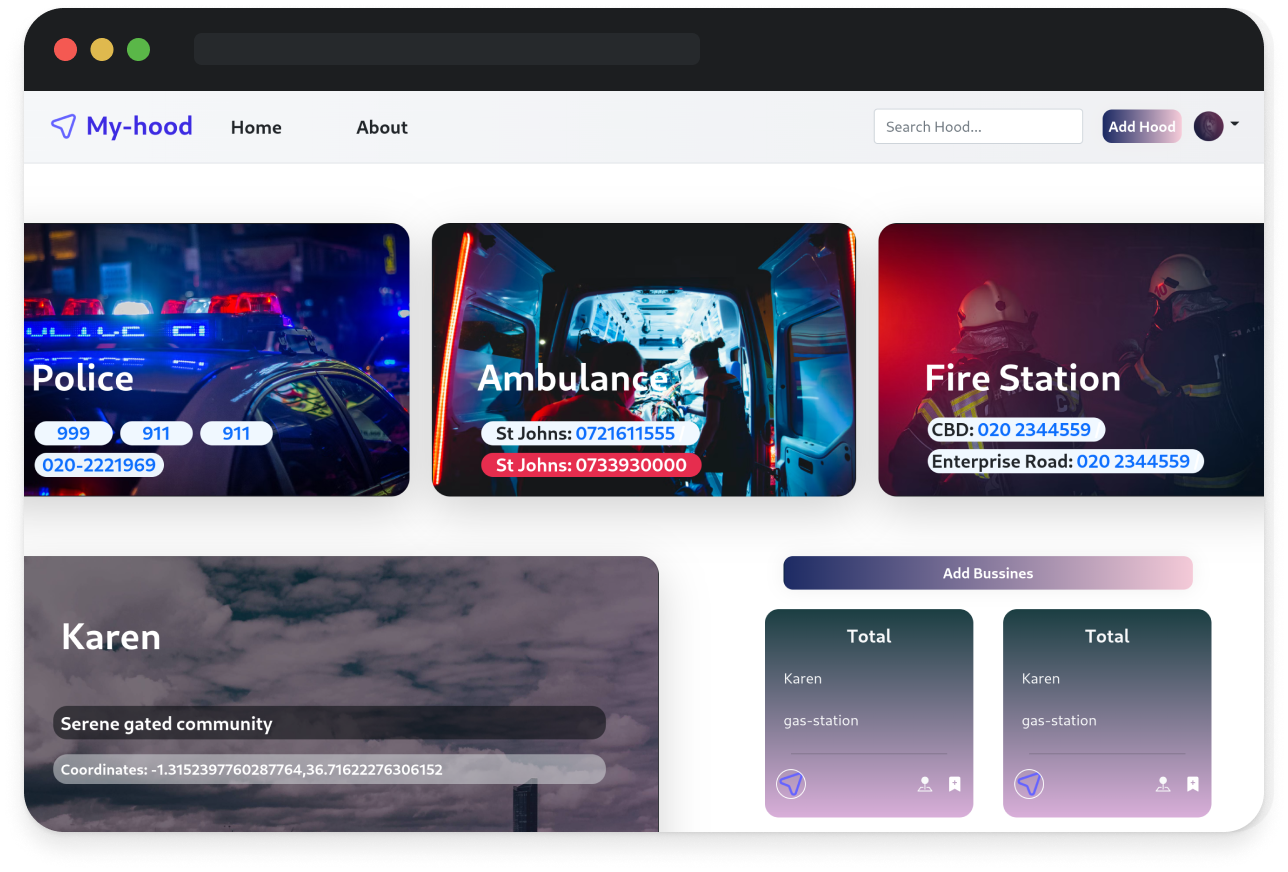 My-hood Home About Search Hood... Add Hood
Police
999 911 911
020-2221969
Ambulance
St Johns: 0721611555
St Johns: 0733930000
Fire Station
CBD: 020 2344559
Enterprise Road: 020 2344559
Karen
Serene gated community
Coordinates: -1.3152397760287764,36.71622276306152
Add Bussines
Total
Karen
gas-station
Total
Karen
gas-station